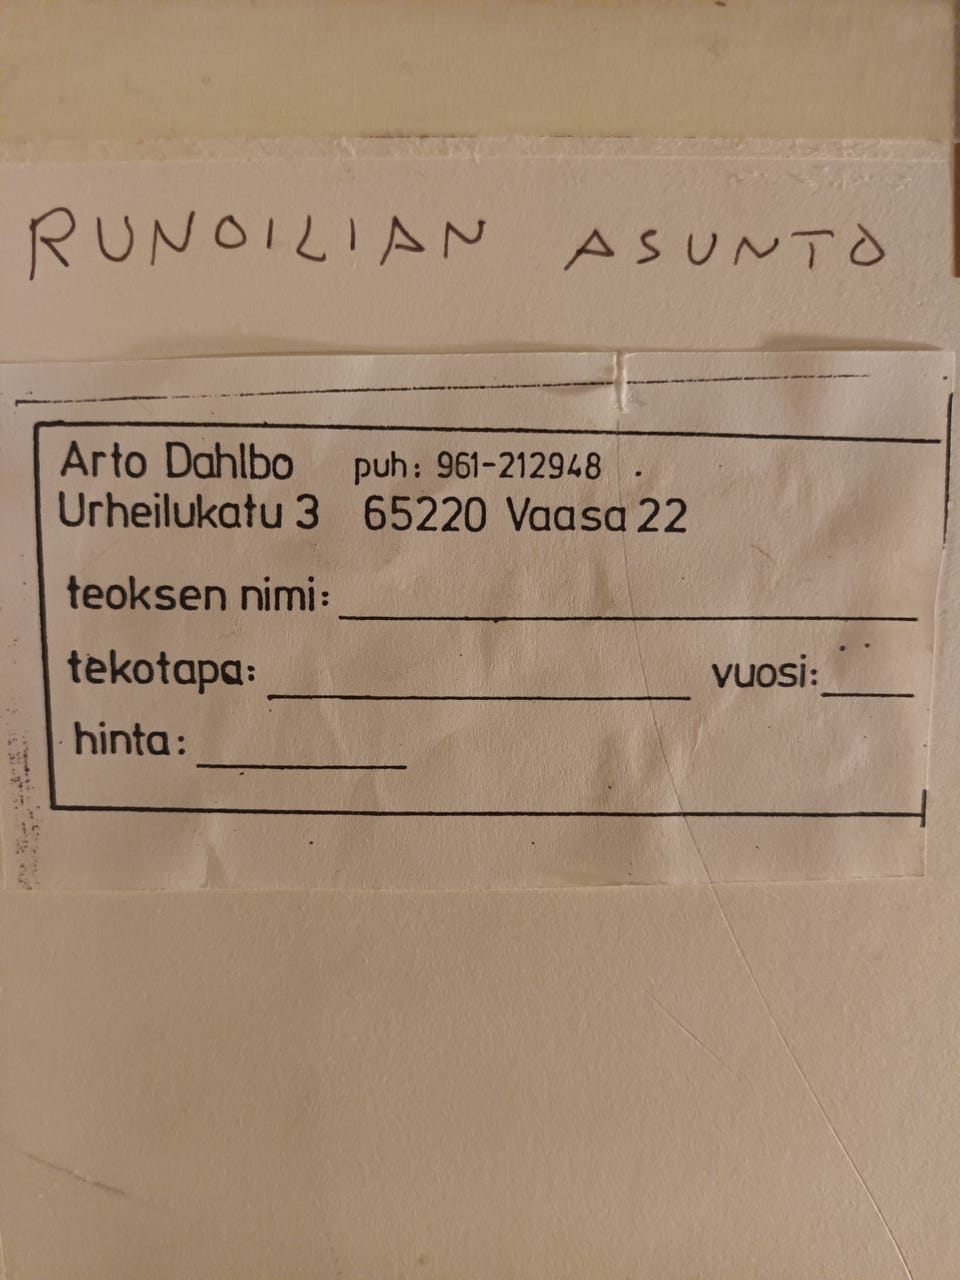 RUNOILIAN ASUNTO
Arto Dahlbo puh: 961-212948
Urheilukatu 3 65220 Vaasa 22
teoksen nimi:
tekotapa: vuosi:
hinta: